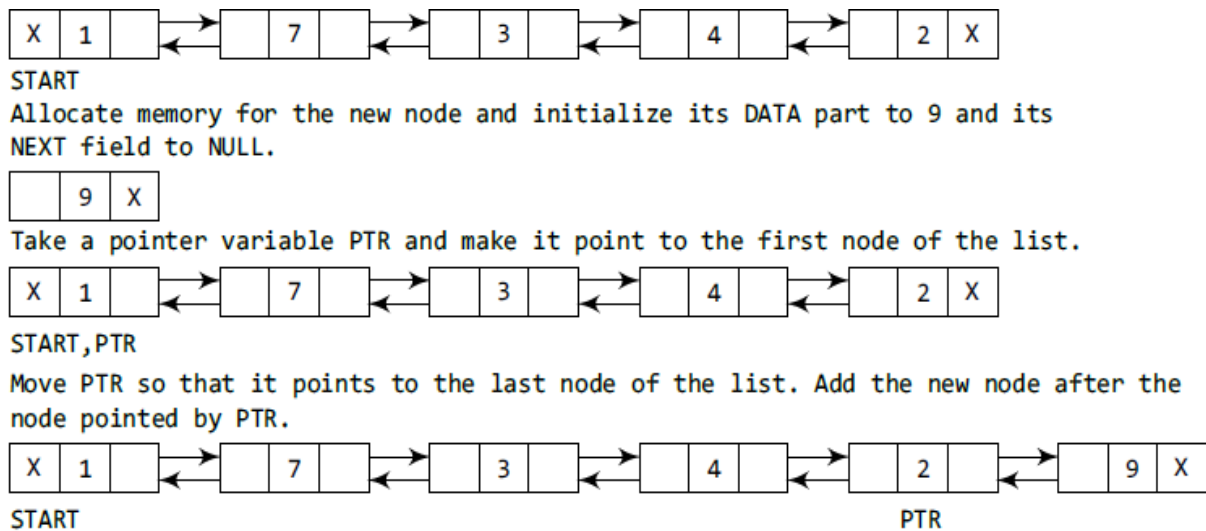 X 1 7 3 4 2 X
START
Allocate memory for the new node and initialize its DATA part to 9 and its
NEXT field to NULL.
9 X
Take a pointer variable PTR and make it point to the first node of the list.
X 1 7 3 4 2 X
START,PTR
Move PTR so that it points to the last node of the list. Add the new node after the
node pointed by PTR.
X 1 7 3 4 2 9 X
START PTR